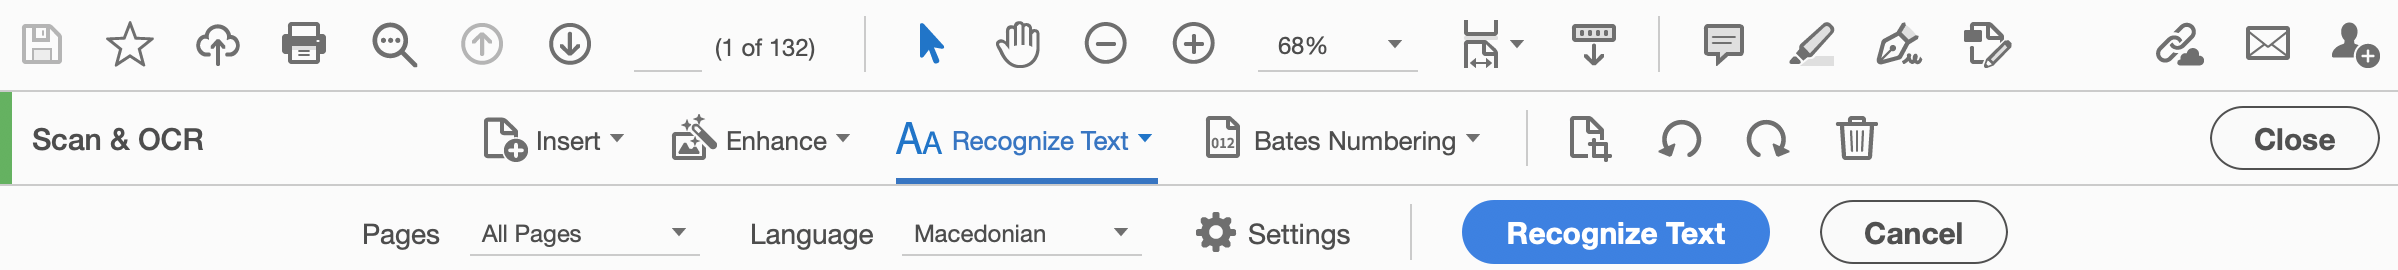 (1 of 132) 68%
Scan & OCR Insert Enhance AA Recognize Text 012 Bates Numbering Close
Pages All Pages Language Macedonian Settings Recognize Text Cancel